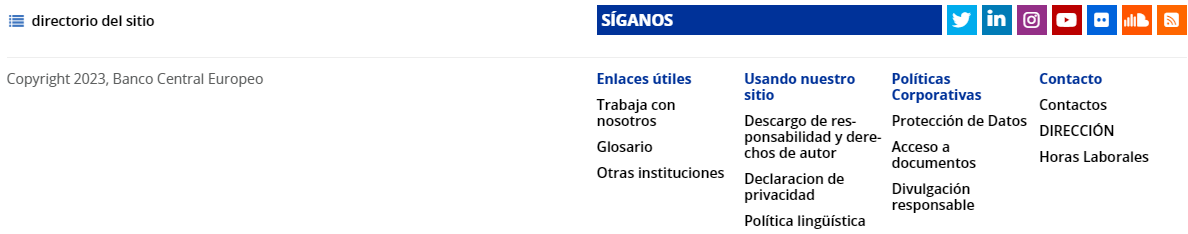 directorio del sitio
SÍGANOS
Copyright 2023, Banco Central Europeo
Enlaces útiles
Trabaja con
nosotros
Glosario
Otras instituciones
Usando nuestro
sitio
Descargo de res-
ponsabilidad y dere-
chos de autor
Declaracion de
privacidad
Política lingüística
Políticas
Corporativas
Protección de Datos
Acceso a
documentos
Divulgación
responsable
Contacto
Contactos
DIRECCIÓN
Horas Laborales